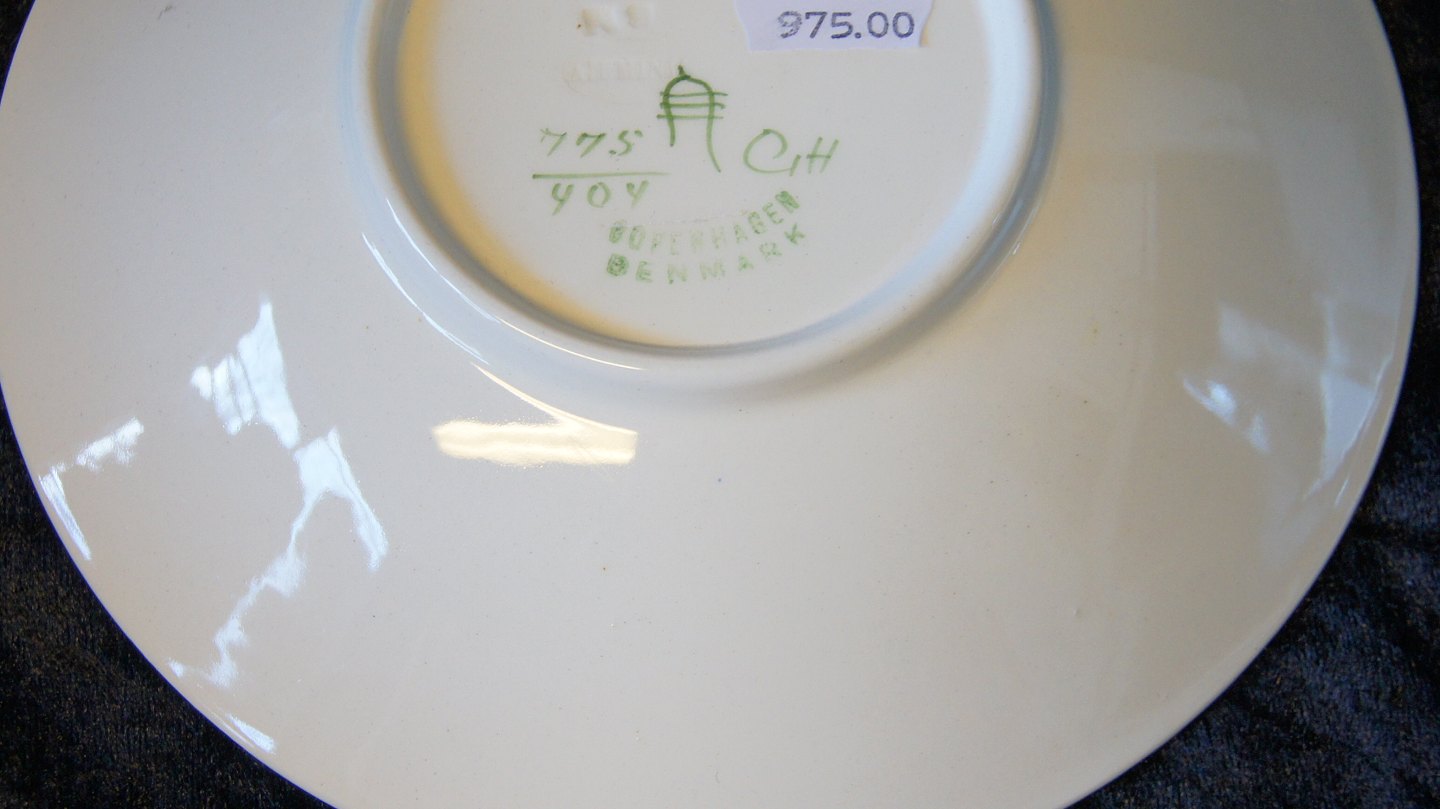 975.00
775
404
CH
COPENHAGEN
DENMARK